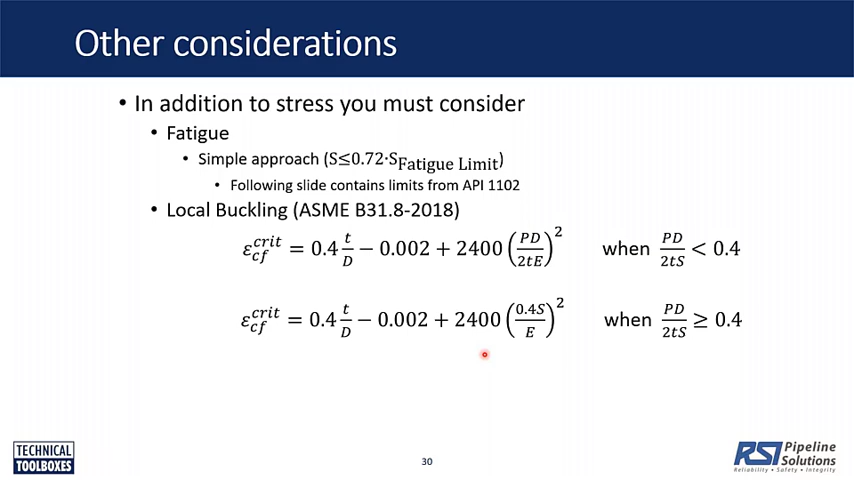 Other considerations
• In addition to stress you must consider
• Fatigue
• Simple approach (S≤0.72·S_Fatigue Limit)
• Following slide contains limits from API 1102
• Local Buckling (ASME B31.8-2018)
ε_cf^crit = 0.4 t/D − 0.002 + 2400 (PD/2tE)^2 when PD/2tS < 0.4
ε_cf^crit = 0.4 t/D − 0.002 + 2400 (0.4S/E)^2 when PD/2tS ≥ 0.4
TECHNICAL
TOOLBOXES
30
RSI Pipeline
Solutions
Reliability • Safety • Integrity